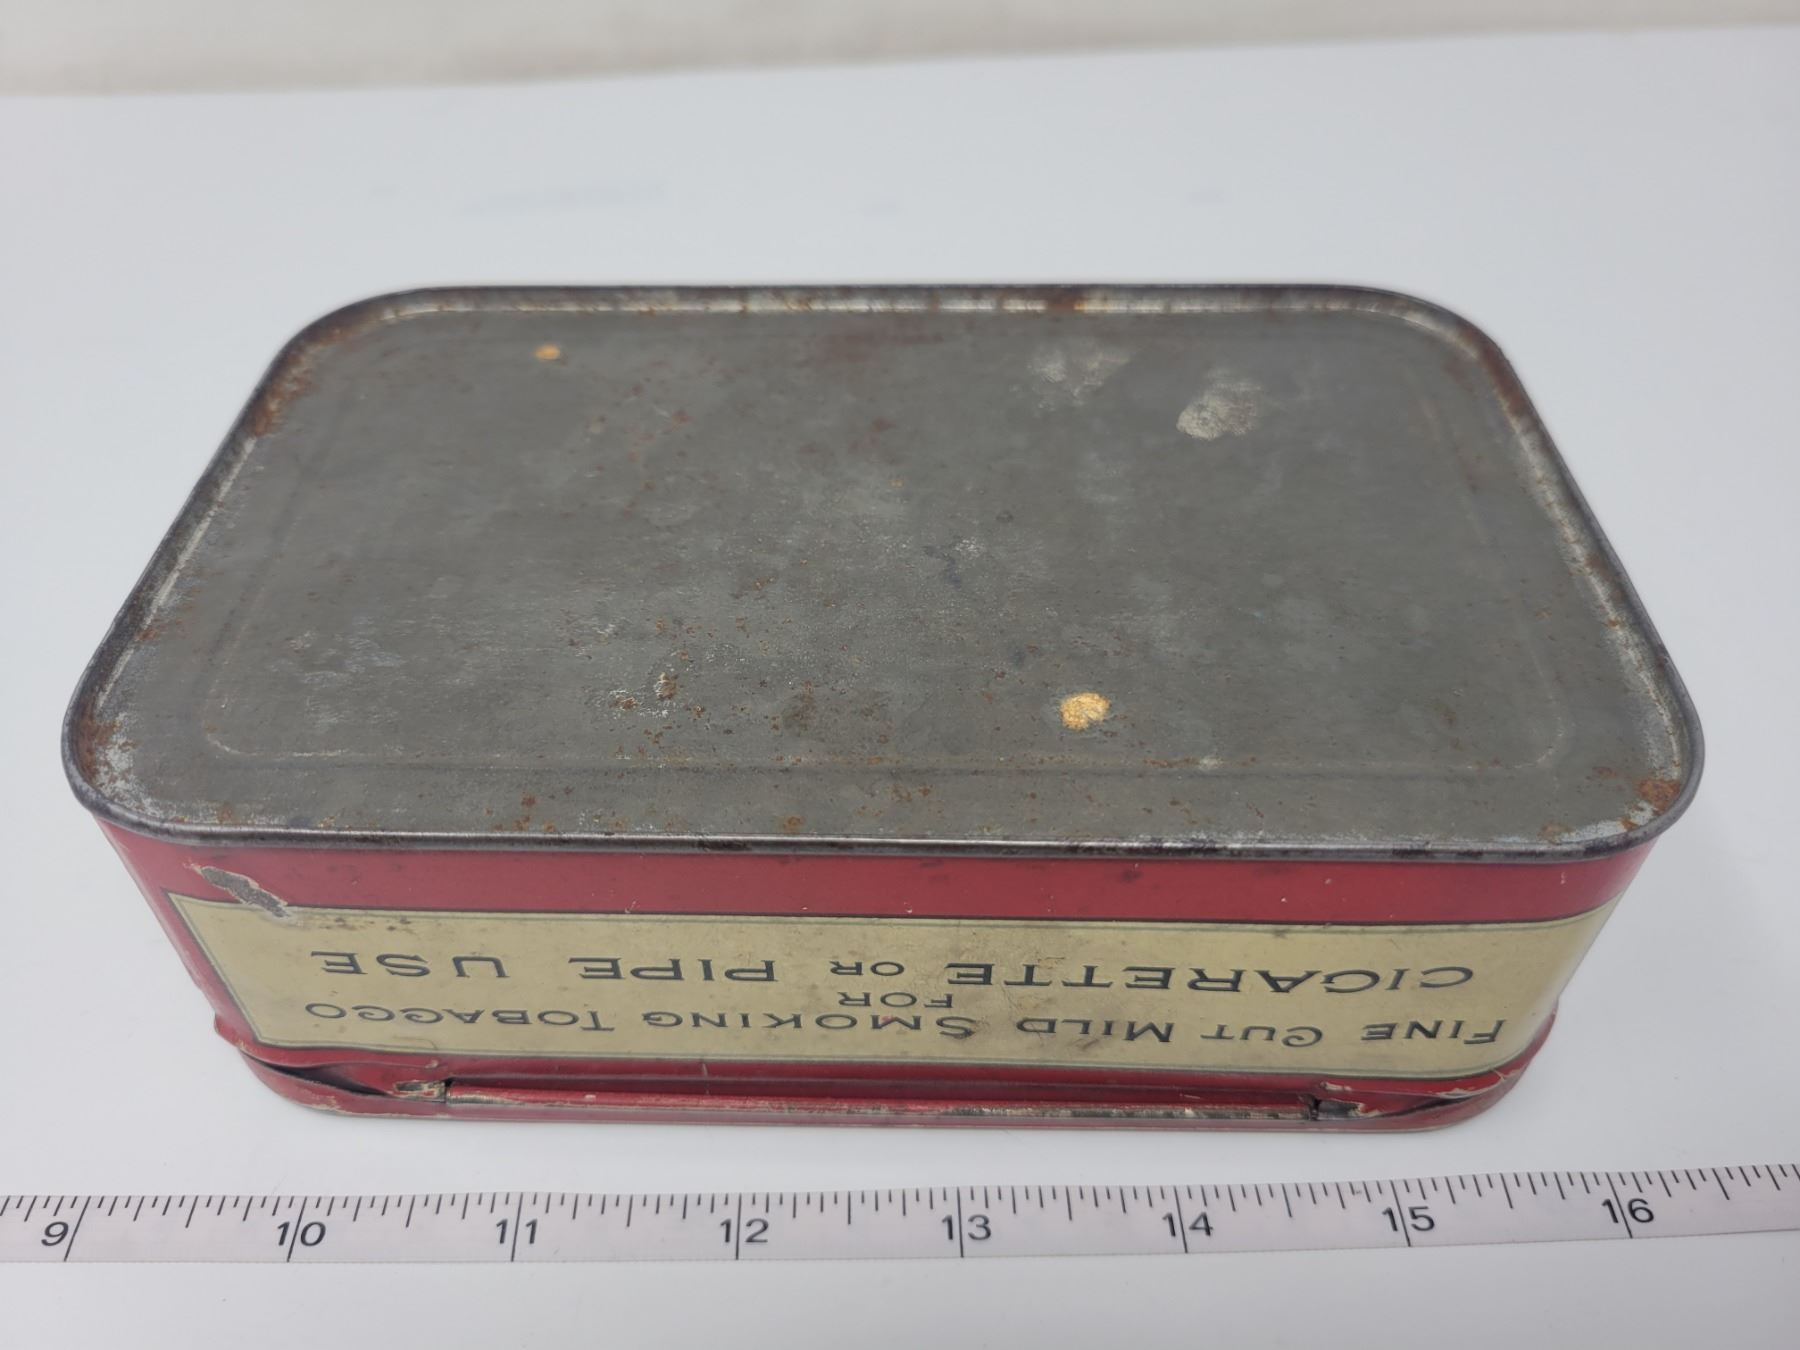 FINE CUT MILD SMOKING TOBACCO
FOR
CIGARETTE OR PIPE USE
9 10 11 12 13 14 15 16